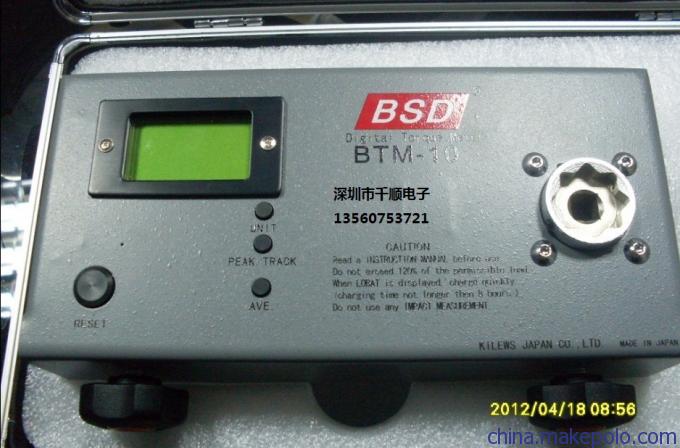 BSD
Digital Torque
BTM-10
深圳市千顺电子
13560753721
UNIT
PEAK/TRACK
AVE.
RESET
CAUTION
Read a INSTRUCTION MANUAL before use.
Do not exceed 120% of the permissible load.
When LOBAT is displayed, charge quickly
(charging time not longer then 8 hours.)
Do not use any IMPACT MEASUREMENT
KILEWS JAPAN CO.,LTD.
MADE IN JAPAN
2012/04/18 08:56
china.makepolo.com